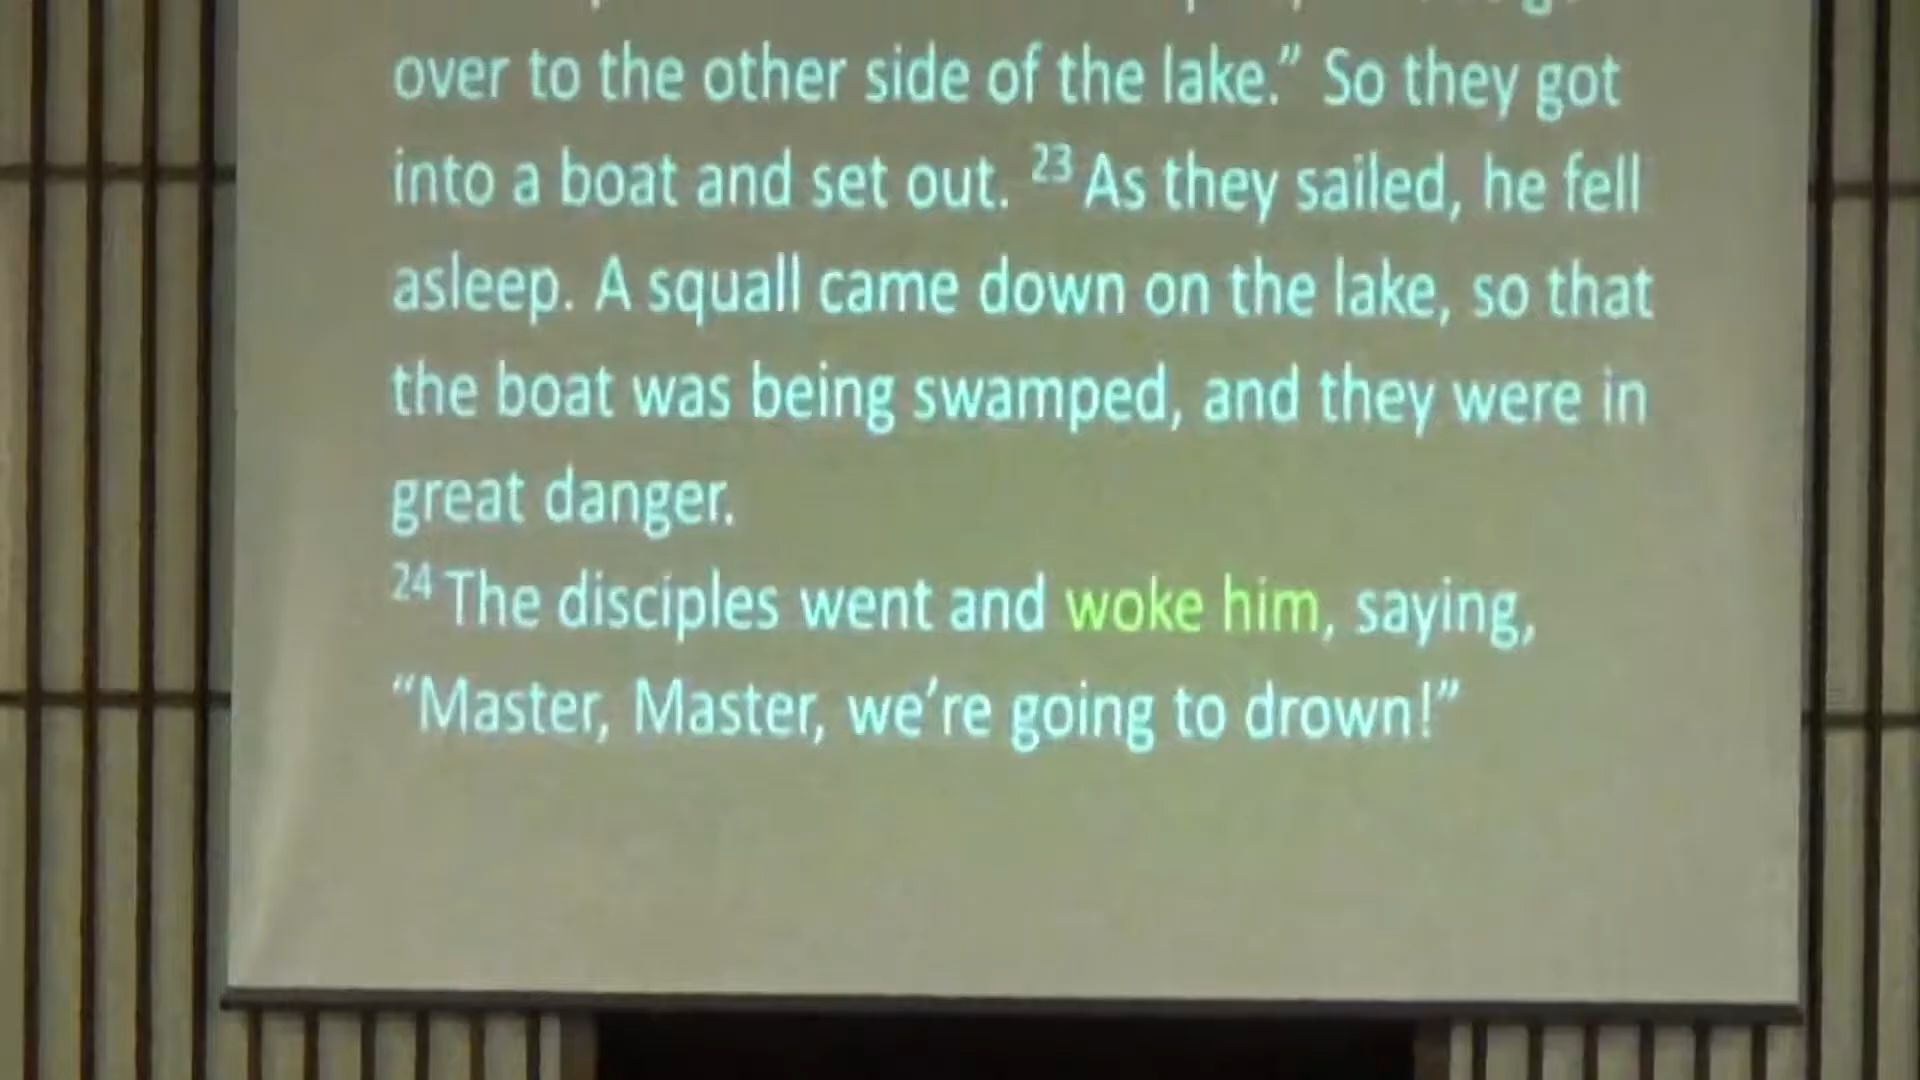 over to the other side of the lake.” So they got
into a boat and set out. 23 As they sailed, he fell
asleep. A squall came down on the lake, so that
the boat was being swamped, and they were in
great danger.
24 The disciples went and woke him, saying,
“Master, Master, we’re going to drown!”